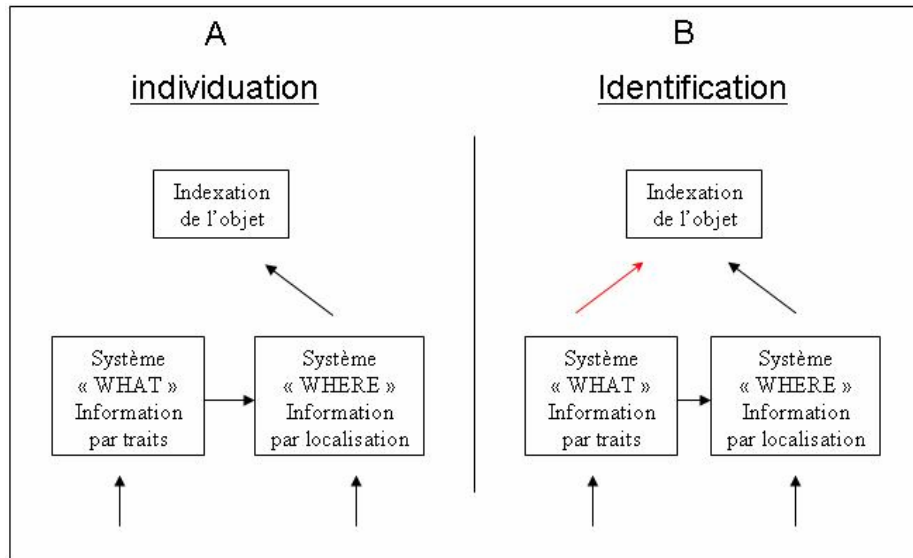 A
individuation
Indexation
de l'objet
Système
« WHAT »
Information
par traits
Système
« WHERE »
Information
par localisation
B
Identification
Indexation
de l'objet
Système
« WHAT »
Information
par traits
Système
« WHERE »
Information
par localisation